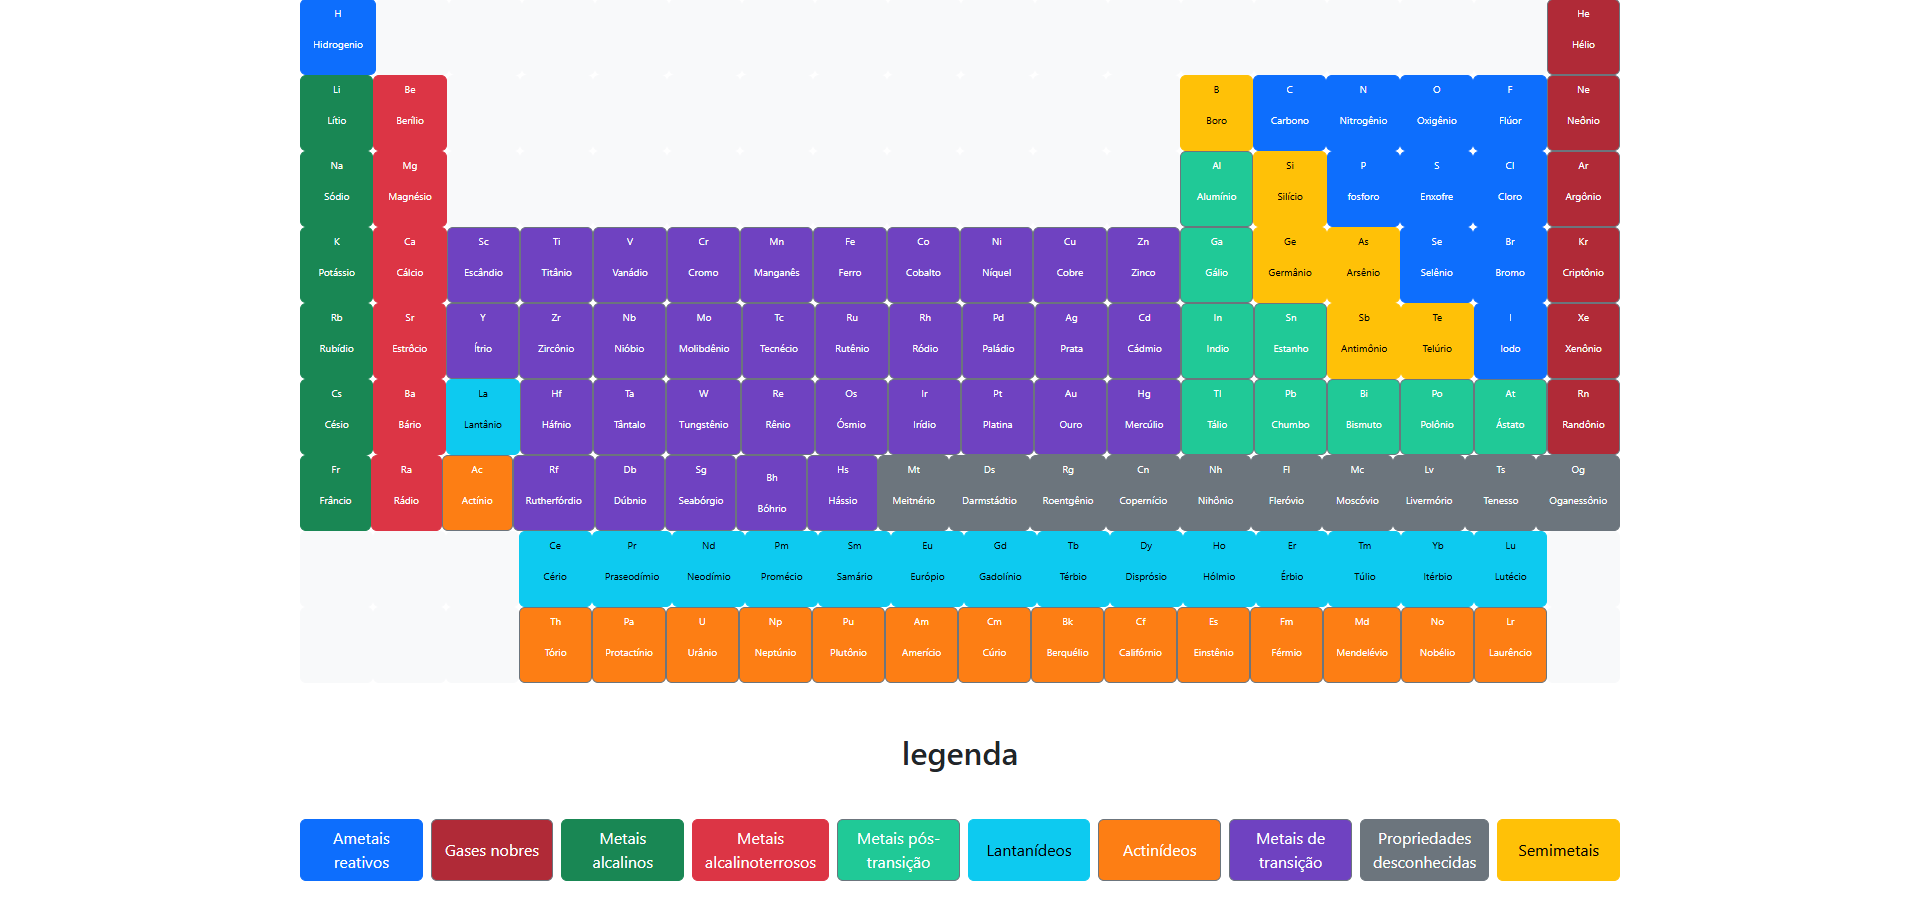 H He
Hidrogenio Hélio
Li Be B C N O F Ne
Lítio Berílio Boro Carbono Nitrogênio Oxigênio Flúor Neônio
Na Mg Al Si P S Cl Ar
Sódio Magnésio Alumínio Silício fosforo Enxofre Cloro Argônio
K Ca Sc Ti V Cr Mn Fe Co Ni Cu Zn Ga Ge As Se Br Kr
Potássio Cálcio Escândio Titânio Vanádio Cromo Manganês Ferro Cobalto Níquel Cobre Zinco Gálio Germânio Arsênio Selênio Bromo Criptônio
Rb Sr Y Zr Nb Mo Tc Ru Rh Pd Ag Cd In Sn Sb Te I Xe
Rubídio Estrôcio Ítrio Zircônio Nióbio Molibdênio Tecnécio Rutênio Ródio Paládio Prata Cádmio Indio Estanho Antimônio Telúrio Iodo Xenônio
Cs Ba La Hf Ta W Re Os Ir Pt Au Hg Tl Pb Bi Po At Rn
Césio Bário Lantânio Háfnio Tântalo Tungstênio Rênio Ósmio Irídio Platina Ouro Mercúlio Tálio Chumbo Bismuto Polônio Ástato Randônio
Fr Ra Ac Rf Db Sg Bh Hs Mt Ds Rg Cn Nh Fl Mc Lv Ts Og
Frâncio Rádio Actínio Rutherfórdio Dúbnio Seabórgio Bóhrio Hássio Meitnério Darmstádtio Roentgênio Copernício Nihônio Fleróvio Moscóvio Livermório Tenesso Oganessônio
Ce Pr Nd Pm Sm Eu Gd Tb Dy Ho Er Tm Yb Lu
Cério Praseodímio Neodímio Promécio Samário Európio Gadolínio Térbio Disprósio Hólmio Érbio Túlio Itérbio Lutécio
Th Pa U Np Pu Am Cm Bk Cf Es Fm Md No Lr
Tório Protactínio Urânio Neptúnio Plutônio Amerício Cúrio Berquélio Califórnio Einstênio Férmio Mendelévio Nobélio Laurêncio
legenda
Ametais
reativos
Gases nobres
Metais
alcalinos
Metais
alcalinoterrosos
Metais pós-
transição
Lantanídeos
Actinídeos
Metais de
transição
Propriedades
desconhecidas
Semimetais